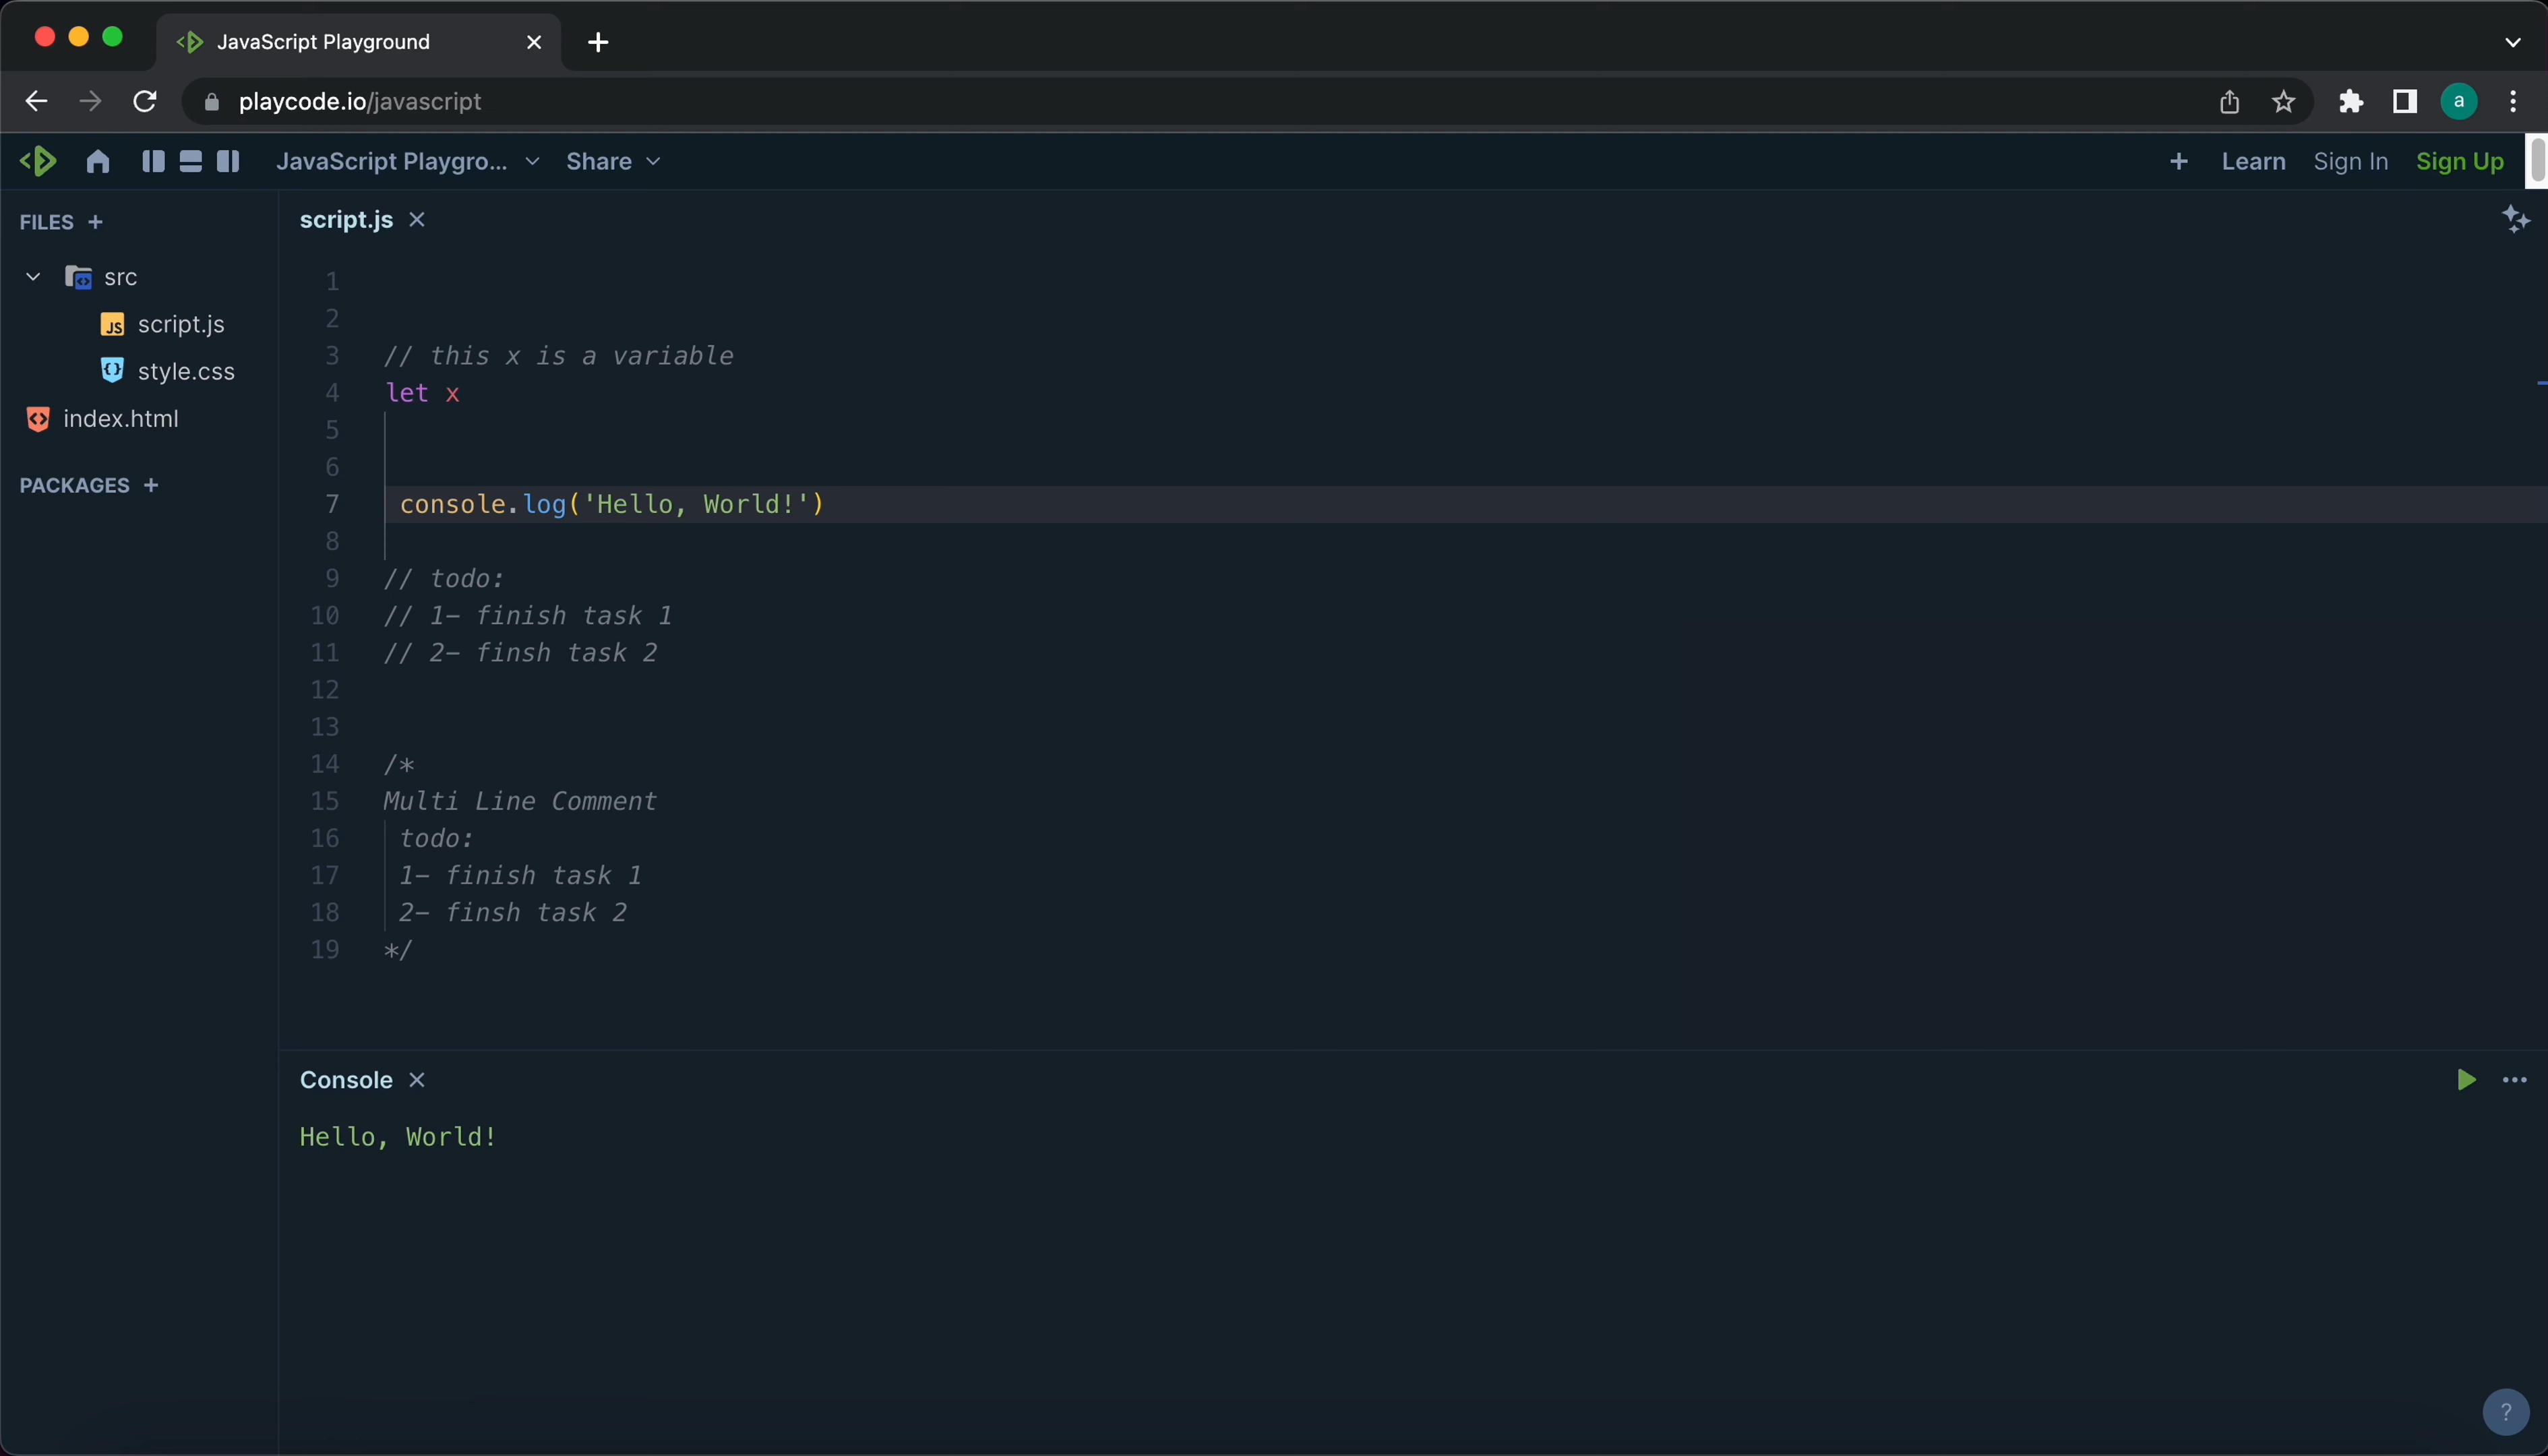 JavaScript Playground
playcode.io/javascript
a
JavaScript Playgro...
Share
Learn
Sign In
Sign Up
FILES
src
JS script.js
style.css
index.html
PACKAGES
script.js
1
2
3 // this x is a variable
4 let x
5
6
7 console.log('Hello, World!')
8
9 // todo:
10 // 1- finish task 1
11 // 2- finsh task 2
12
13
14 /*
15 Multi Line Comment
16 todo:
17 1- finish task 1
18 2- finsh task 2
19 */
Console
Hello, World!
?